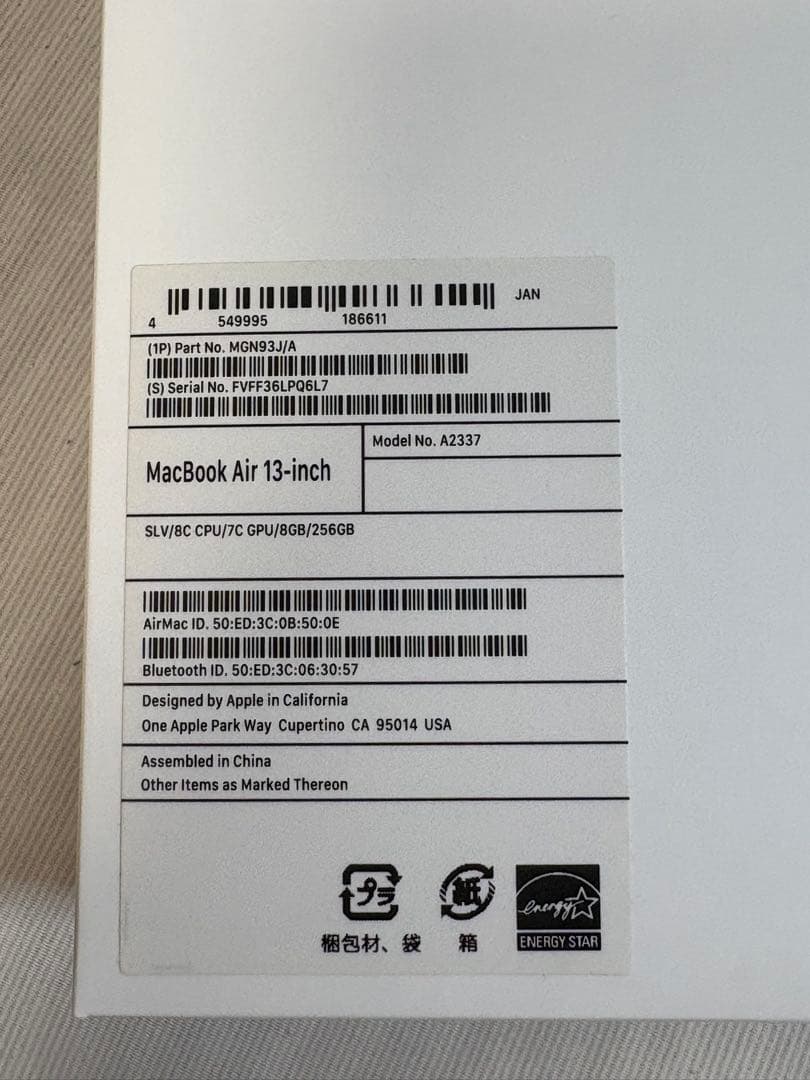 JAN
4 549995 186611
(1P) Part No. MGN93J/A
(S) Serial No. FVFF36LPQ6L7
MacBook Air 13-inch
Model No. A2337
SLV/8C CPU/7C GPU/8GB/256GB
AirMac ID. 50:ED:3C:0B:50:0E
Bluetooth ID. 50:ED:3C:06:30:57
Designed by Apple in California
One Apple Park Way Cupertino CA 95014 USA
Assembled in China
Other Items as Marked Thereon
プラ
紙
energy
梱包材、袋
箱
ENERGY STAR